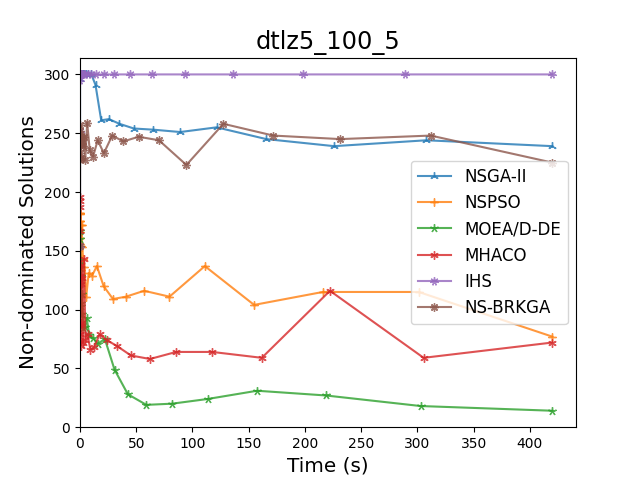 dtlz5_100_5
Non-dominated Solutions
300
250
200
150
100
50
0
NSGA-II
NSPSO
MOEA/D-DE
MHACO
IHS
NS-BRKGA
0 50 100 150 200 250 300 350 400
Time (s)